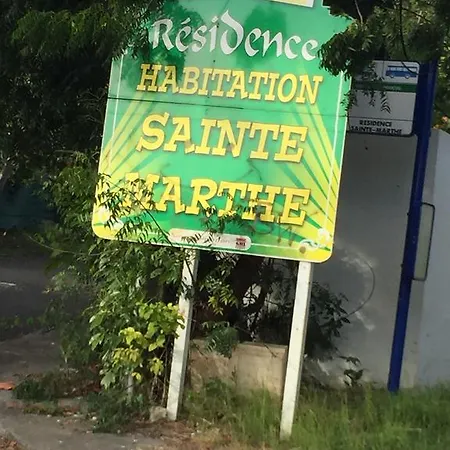 Résidence
HABITATION
SAINTE
MARTHE
RESIDENCE
SAINTE-MARTHE